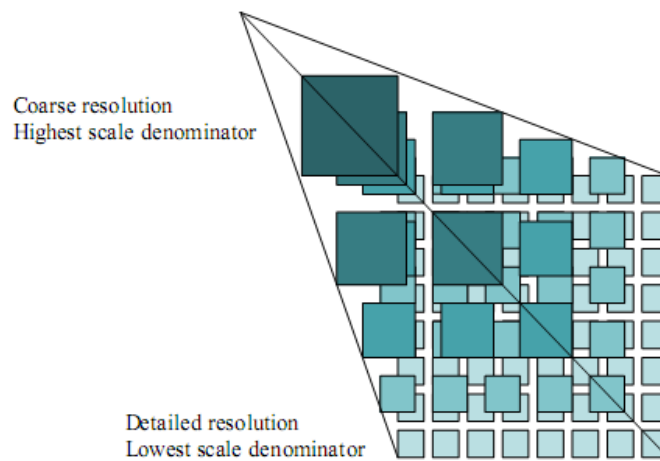 Coarse resolution
Highest scale denominator
Detailed resolution
Lowest scale denominator